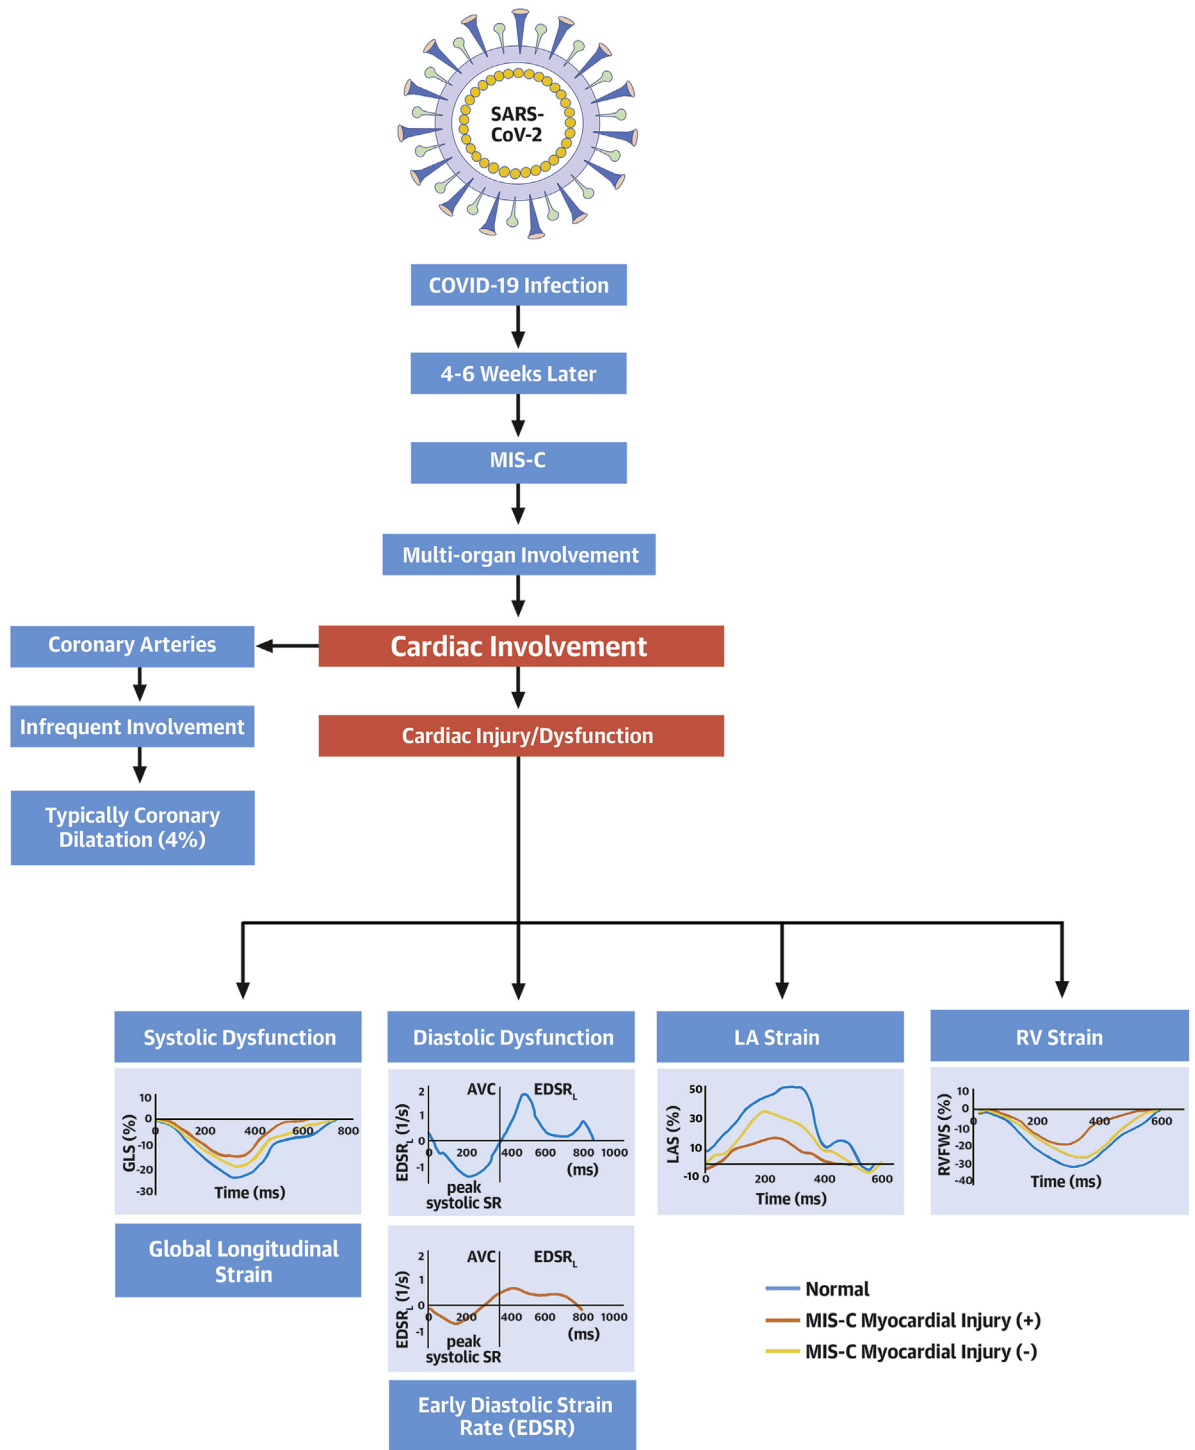 SARS-
CoV-2
COVID-19 Infection
4-6 Weeks Later
MIS-C
Multi-organ Involvement
Coronary Arteries
Cardiac Involvement
Infrequent Involvement
Cardiac Injury/Dysfunction
Typically Coronary
Dilatation (4%)
Systolic Dysfunction
10
0
-10
-20
-30
GLS (%)
0 200 400 600 800
Time (ms)
Global Longitudinal
Strain
Diastolic Dysfunction
2
1
0
-1
EDSRL (1/s)
AVC EDSRL
0 200 400 600 800 1000
(ms)
peak
systolic SR
2
1
0
-1
EDSRL (1/s)
AVC EDSRL
0 200 400 600 800 1000
(ms)
peak
systolic SR
Early Diastolic Strain
Rate (EDSR)
LA Strain
50
30
10
-10
LAS (%)
0 200 400 600
Time (ms)
RV Strain
10
0
-10
-20
-30
-40
RVFWS (%)
0 200 400 600
Time (ms)
Normal
MIS-C Myocardial Injury (+)
MIS-C Myocardial Injury (-)